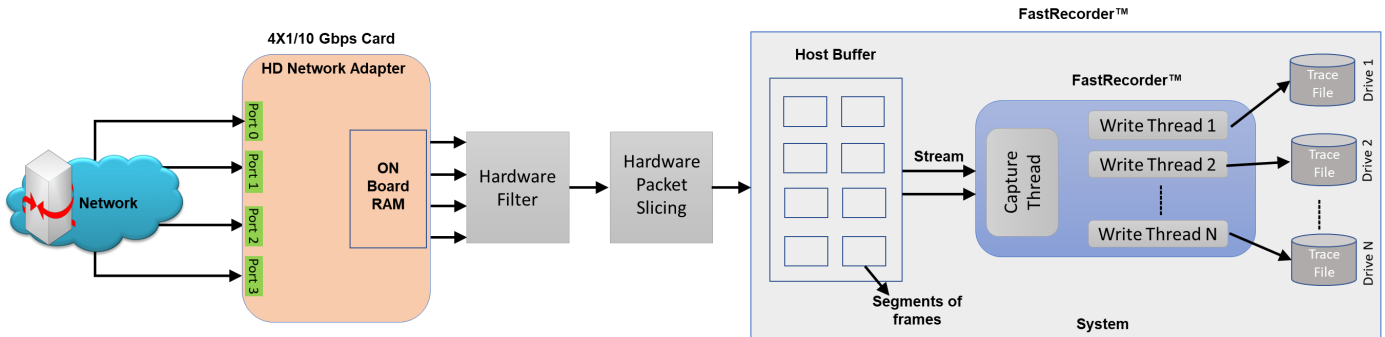 FastRecorder™
4X1/10 Gbps Card
HD Network Adapter
Port 0
Port 1
Port 2
Port 3
ON
Board
RAM
Network
Hardware
Filter
Hardware
Packet
Slicing
Host Buffer
Segments of
frames
Stream
FastRecorder™
Capture
Thread
Write Thread 1
Write Thread 2
Write Thread N
Trace
File
Drive 1
Trace
File
Drive 2
Trace
File
Drive N
System